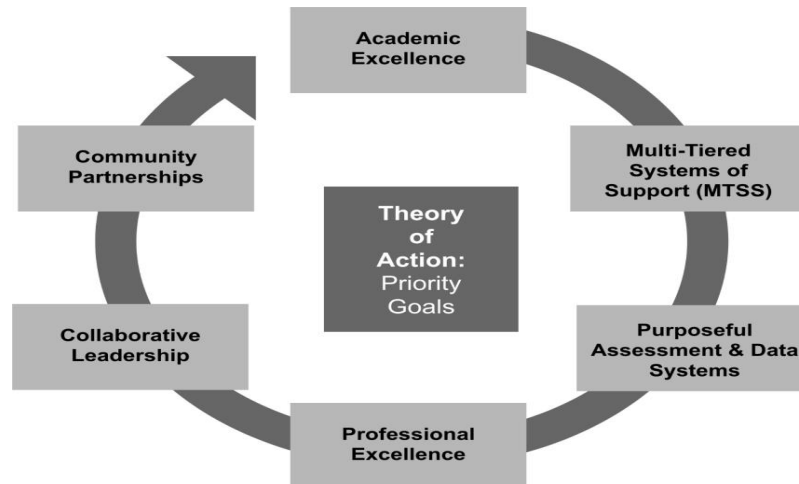 Academic
Excellence
Multi-Tiered
Systems of
Support (MTSS)
Purposeful
Assessment & Data
Systems
Professional
Excellence
Collaborative
Leadership
Community
Partnerships
Theory
of
Action:
Priority
Goals